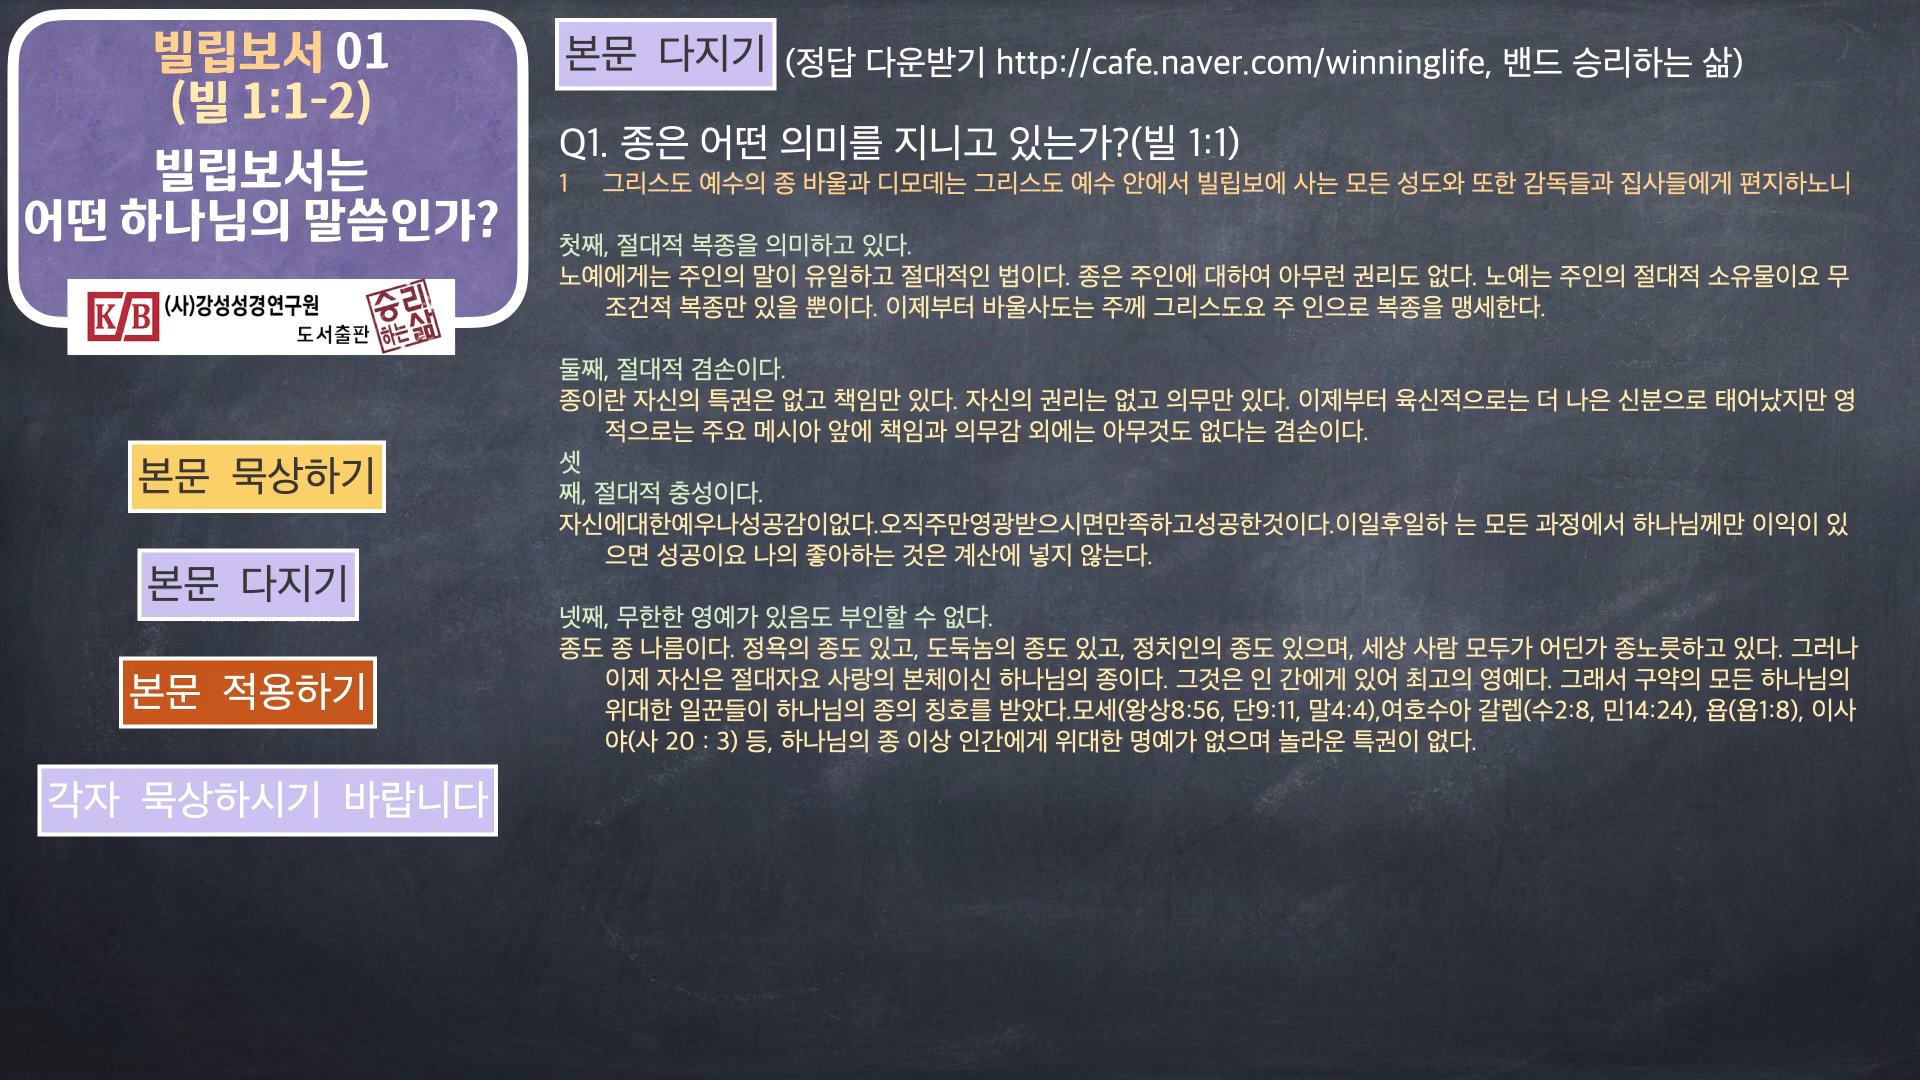 빌립보서 01
(빌 1:1-2)
빌립보서는
어떤 하나님의 말씀인가?
KB (사)강성성경연구원
도서출판 승리하는 삶
본문 묵상하기
본문 다지기
본문 적용하기
각자 묵상하시기 바랍니다
본문 다지기 (정답 다운받기 http://cafe.naver.com/winninglife, 밴드 승리하는 삶)
Q1. 종은 어떤 의미를 지니고 있는가?(빌 1:1)
1 그리스도 예수의 종 바울과 디모데는 그리스도 예수 안에서 빌립보에 사는 모든 성도와 또한 감독들과 집사들에게 편지하노니
첫째, 절대적 복종을 의미하고 있다.
노예에게는 주인의 말이 유일하고 절대적인 법이다. 종은 주인에 대하여 아무런 권리도 없다. 노예는 주인의 절대적 소유물이요 무
조건적 복종만 있을 뿐이다. 이제부터 바울사도는 주께 그리스도요 주 인으로 복종을 맹세한다.
둘째, 절대적 겸손이다.
종이란 자신의 특권은 없고 책임만 있다. 자신의 권리는 없고 의무만 있다. 이제부터 육신적으로는 더 나은 신분으로 태어났지만 영
적으로는 주요 메시아 앞에 책임과 의무감 외에는 아무것도 없다는 겸손이다.
셋
째, 절대적 충성이다.
자신에대한예우나성공감이없다.오직주만영광받으시면만족하고성공한것이다.이일후일하 는 모든 과정에서 하나님께만 이익이 있
으면 성공이요 나의 좋아하는 것은 계산에 넣지 않는다.
넷째, 무한한 영예가 있음도 부인할 수 없다.
종도 종 나름이다. 정욕의 종도 있고, 도둑놈의 종도 있고, 정치인의 종도 있으며, 세상 사람 모두가 어딘가 종노릇하고 있다. 그러나
이제 자신은 절대자요 사랑의 본체이신 하나님의 종이다. 그것은 인 간에게 있어 최고의 영예다. 그래서 구약의 모든 하나님의
위대한 일꾼들이 하나님의 종의 칭호를 받았다.모세(왕상8:56, 단9:11, 말4:4),여호수아 갈렙(수2:8, 민14:24), 욥(욥1:8), 이사
야(사 20 : 3) 등, 하나님의 종 이상 인간에게 위대한 명예가 없으며 놀라운 특권이 없다.